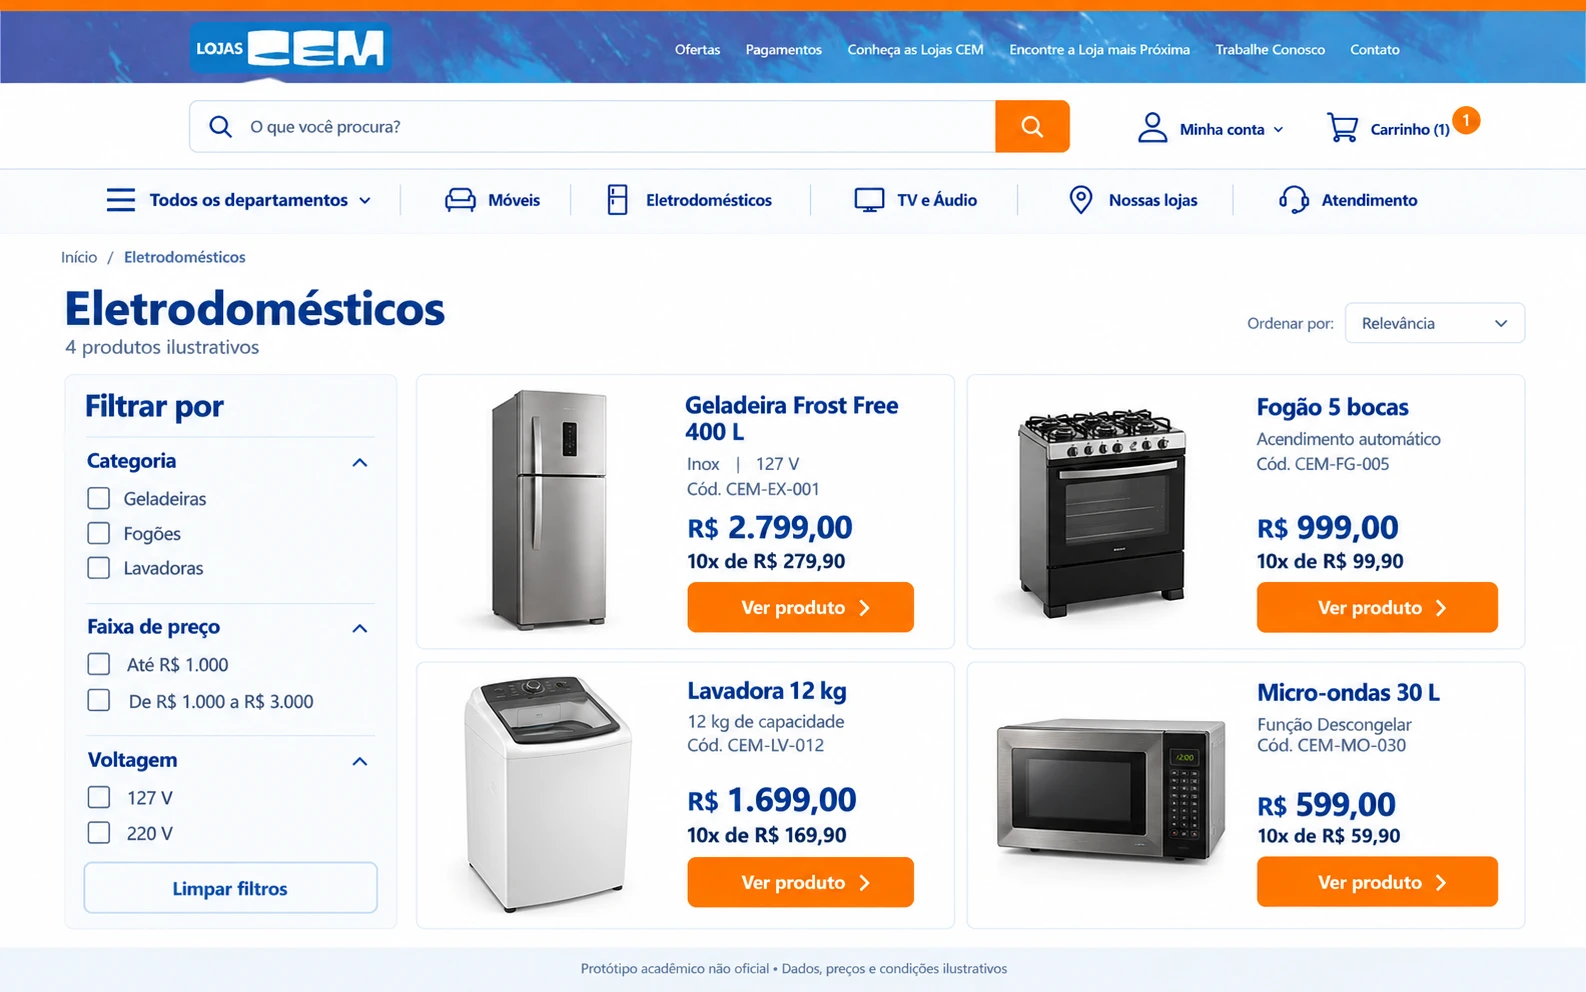 LOJAS CEM
Ofertas Pagamentos Conheça as Lojas CEM Encontre a Loja mais Próxima Trabalhe Conosco Contato
O que você procura?
Minha conta
Carrinho (1) 1
Todos os departamentos Móveis Eletrodomésticos TV e Áudio Nossas lojas Atendimento
Início / Eletrodomésticos
Eletrodomésticos
4 produtos ilustrativos
Ordenar por: Relevância
Filtrar por
Categoria
Geladeiras
Fogões
Lavadoras
Faixa de preço
Até R$ 1.000
De R$ 1.000 a R$ 3.000
Voltagem
127 V
220 V
Limpar filtros
Geladeira Frost Free
400 L
Inox | 127 V
Cód. CEM-EX-001
R$ 2.799,00
10x de R$ 279,90
Ver produto
Fogão 5 bocas
Acendimento automático
Cód. CEM-FG-005
R$ 999,00
10x de R$ 99,90
Ver produto
Lavadora 12 kg
12 kg de capacidade
Cód. CEM-LV-012
R$ 1.699,00
10x de R$ 169,90
Ver produto
12:00
Micro-ondas 30 L
Função Descongelar
Cód. CEM-MO-030
R$ 599,00
10x de R$ 59,90
Ver produto
Protótipo acadêmico não oficial • Dados, preços e condições ilustrativos